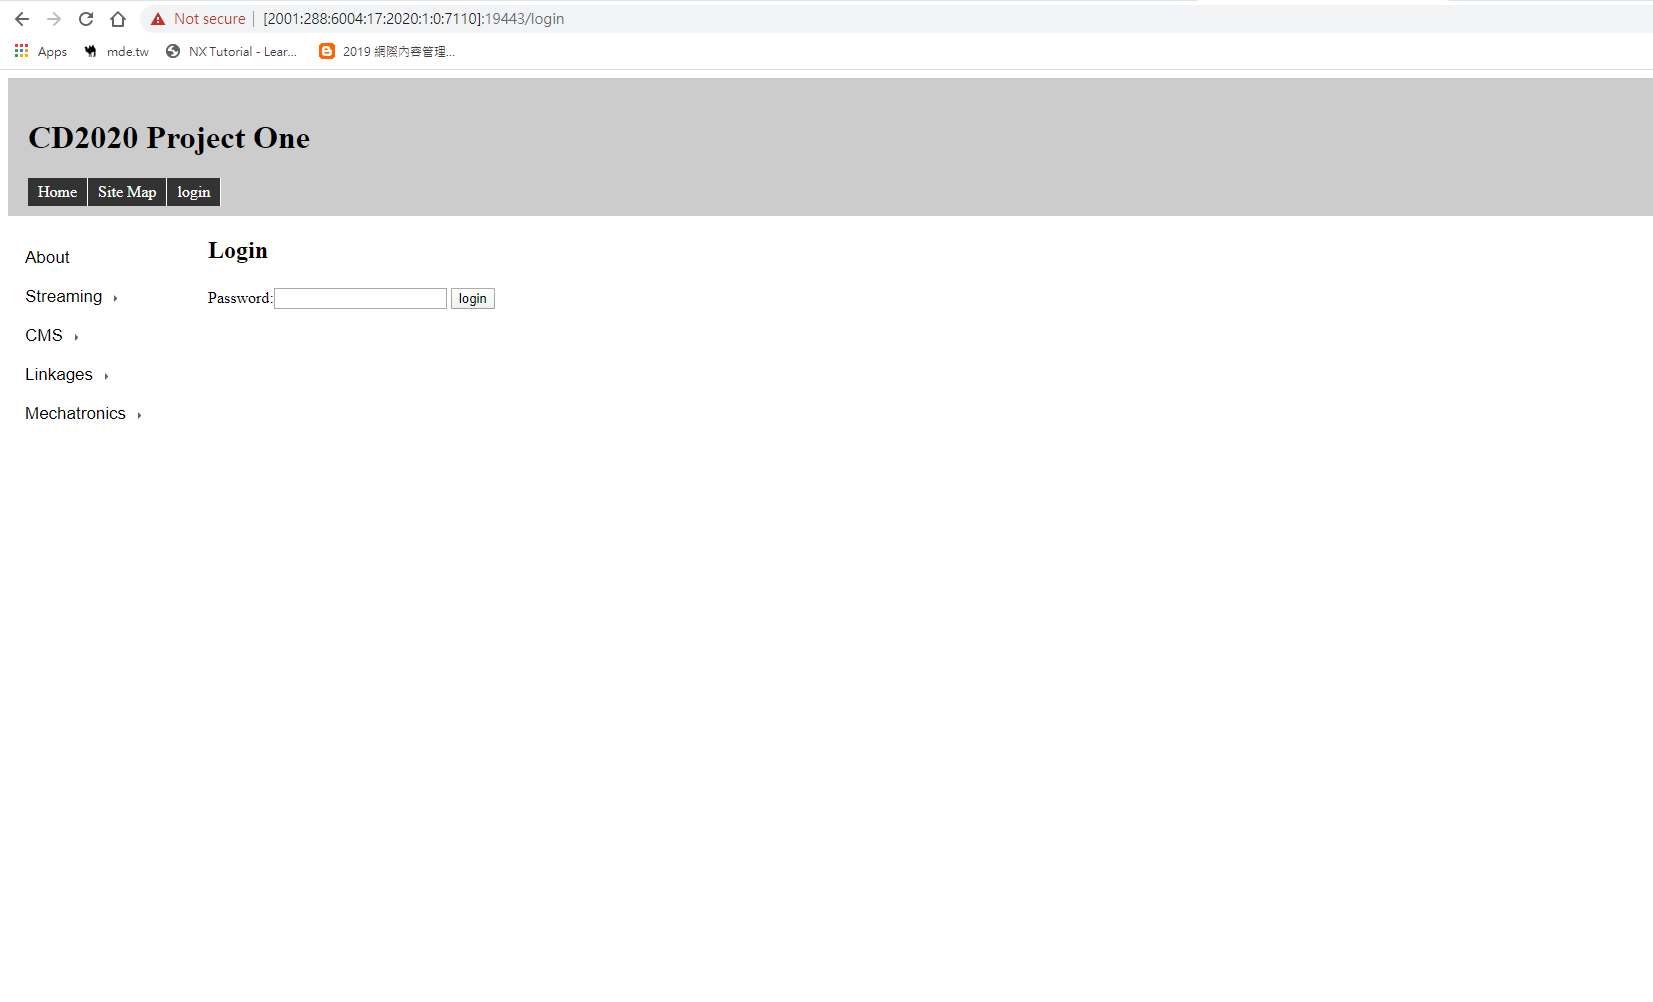 Not secure | [2001:288:6004:17:2020:1:0:7110]:19443/login
Apps mde.tw NX Tutorial - Lear... 2019 網際內容管理...
CD2020 Project One
Home Site Map login
About
Streaming
CMS
Linkages
Mechatronics
Login
Password: login